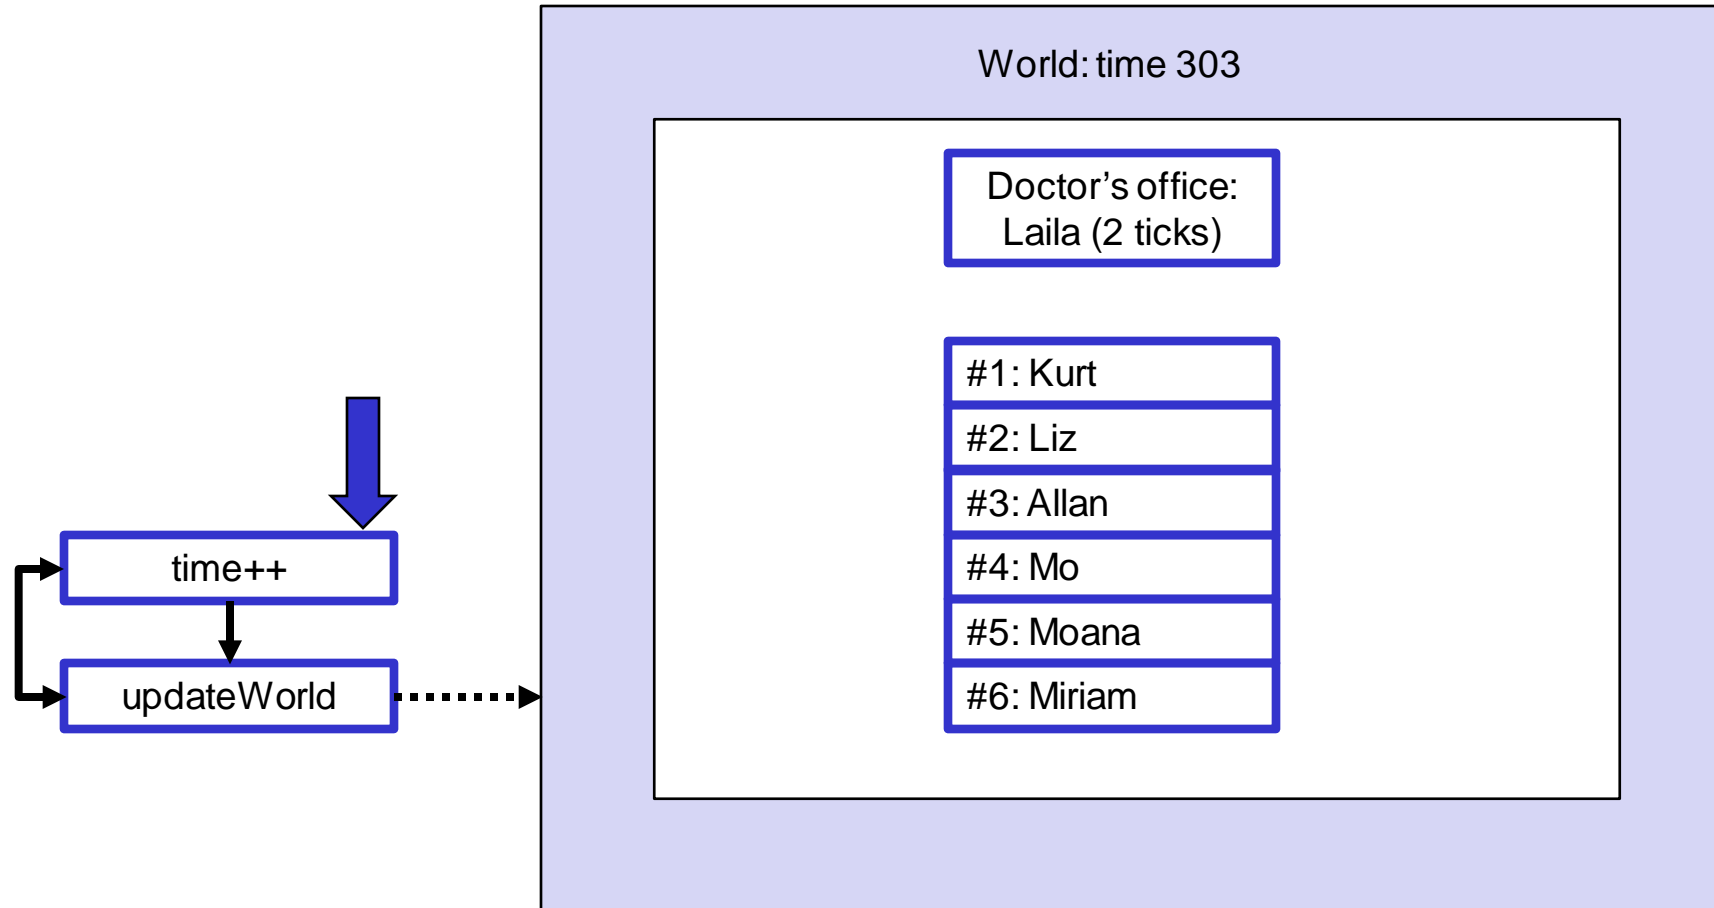 World: time 303
Doctor’s office:
Laila (2 ticks)
#1: Kurt
#2: Liz
#3: Allan
#4: Mo
#5: Moana
#6: Miriam
time++
updateWorld